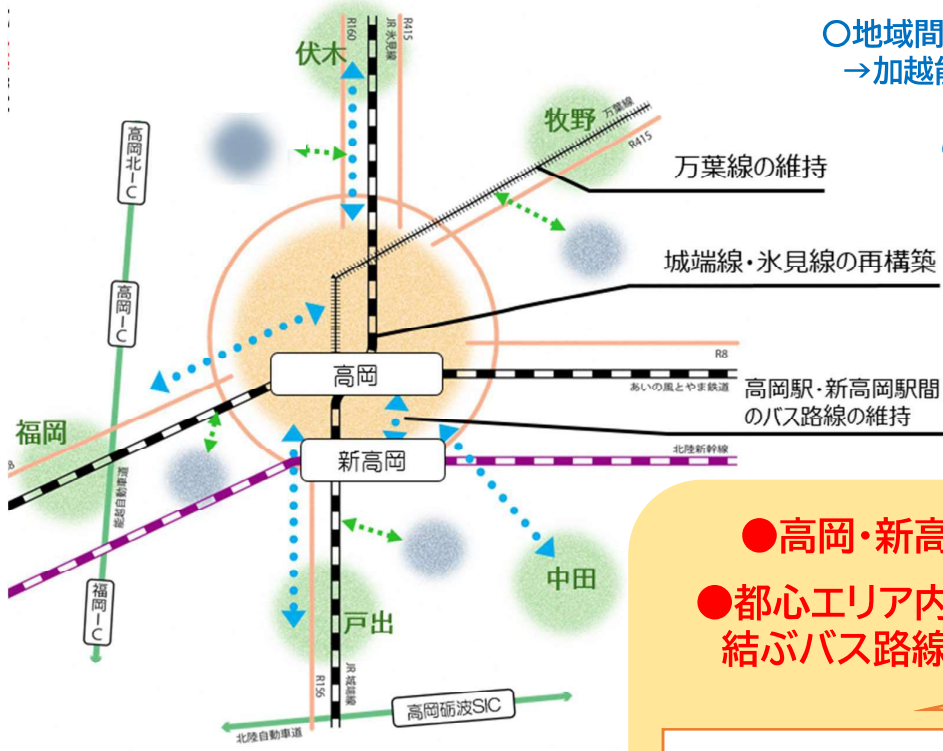 〇地域間
→加越能
R160
JR 氷見線
R415
伏木
牧野
万葉線
R415
高岡北IC
万葉線の維持
城端線・氷見線の再構築
高岡IC
R8
高岡
あいの風とやま鉄道
高岡駅・新高岡駅間
のバス路線の維持
福岡
新高岡
北陸新幹線
能越自動車道
●高岡・新高
中田
福岡IC
●都心エリア内
結ぶバス路線
戸出
R156
JR 城端線
高岡砺波SIC
北陸自動車道